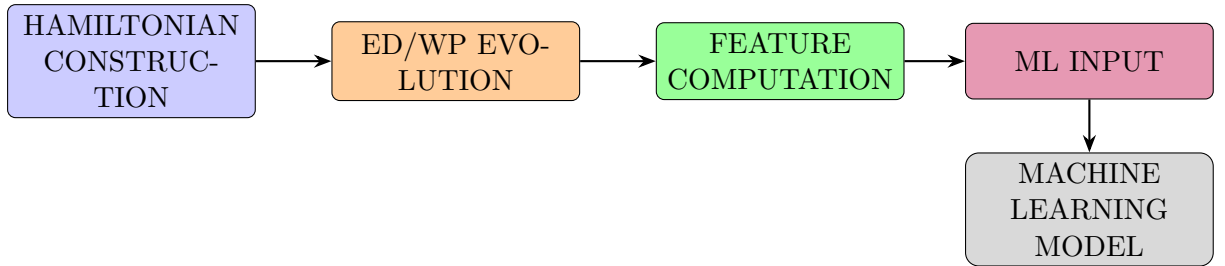 HAMILTONIAN
CONSTRUC-
TION
ED/WP EVO-
LUTION
FEATURE
COMPUTATION
ML INPUT
MACHINE
LEARNING
MODEL